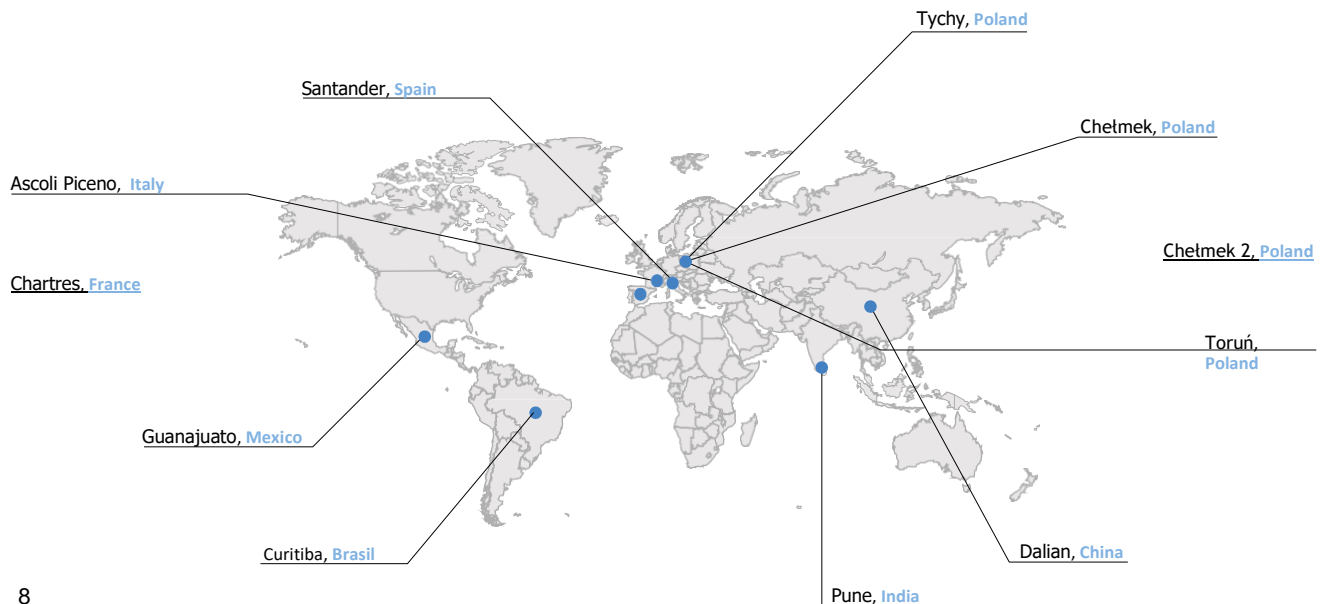 Tychy, Poland
Santander, Spain
Chełmek, Poland
Ascoli Piceno, Italy
Chełmek 2, Poland
Chartres, France
Toruń,
Poland
Guanajuato, Mexico
Curitiba, Brasil
Dalian, China
8
Pune, India